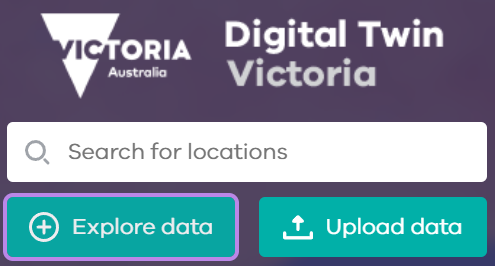 VICTORIA
Australia
Digital Twin
Victoria
Search for locations
Explore data
Upload data